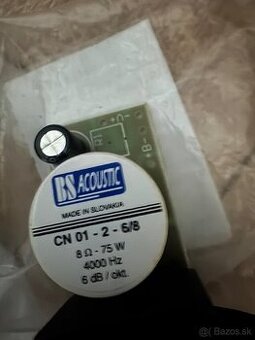 BS ACOUSTIC
MADE IN SLOVAKIA
CN 01 - 2 - 6/8
8 Ω - 75 W
4000 Hz
6 dB / okt.
Bazos.sk